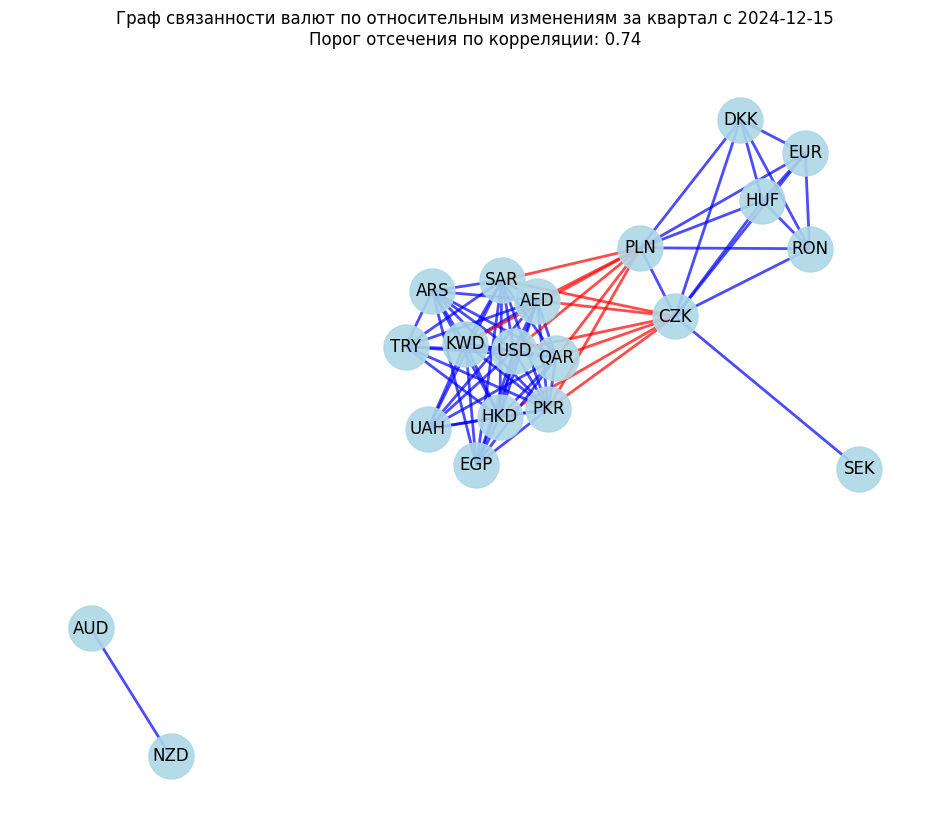 Граф связанности валют по относительным изменениям за квартал с 2024-12-15
Порог отсечения по корреляции: 0.74
DKK
EUR
HUF
PLN
RON
SAR
ARS
AED
CZK
TRY
KWD
USD
QAR
PKR
HKD
UAH
EGP
SEK
AUD
NZD